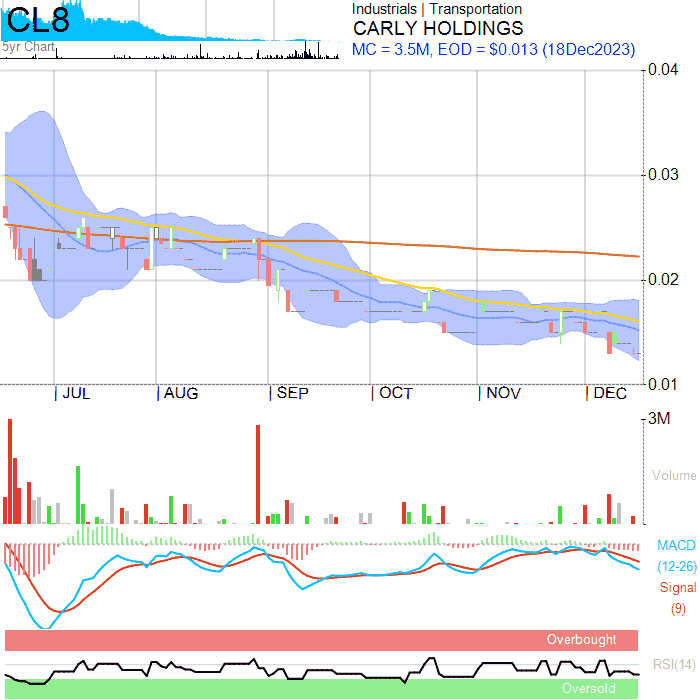 CL8
5yr Chart
Industrials | Transportation
CARLY HOLDINGS
MC = 3.5M, EOD = $0.013 (18Dec2023)
0.04
0.03
0.02
0.01
JUL
AUG
SEP
OCT
NOV
DEC
3M
Volume
MACD
(12-26)
Signal
(9)
Overbought
RSI(14)
Oversold